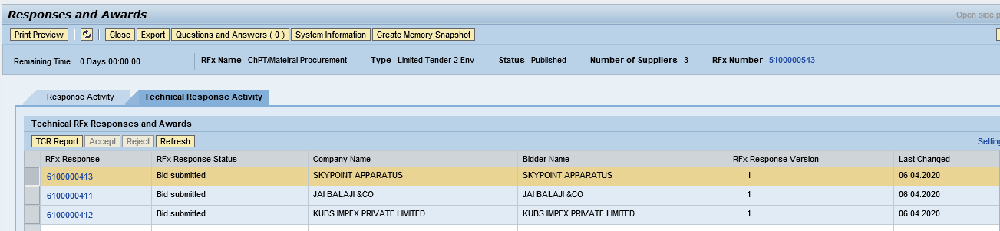 Responses and Awards
Open side p
Print Preview Close Export Questions and Answers ( 0 ) System Information Create Memory Snapshot
Remaining Time 0 Days 00:00:00 RFx Name ChPT/Mateiral Procurement Type Limited Tender 2 Env Status Published Number of Suppliers 3 RFx Number 5100000543
Response Activity Technical Response Activity
Technical RFx Responses and Awards
TCR Report Accept Reject Refresh Setting
RFx Response RFx Response Status Company Name Bidder Name RFx Response Version Last Changed
6100000413 Bid submitted SKYPOINT APPARATUS SKYPOINT APPARATUS 1 06.04.2020
6100000411 Bid submitted JAI BALAJI &CO JAI BALAJI &CO 1 06.04.2020
6100000412 Bid submitted KUBS IMPEX PRIVATE LIMITED KUBS IMPEX PRIVATE LIMITED 1 06.04.2020